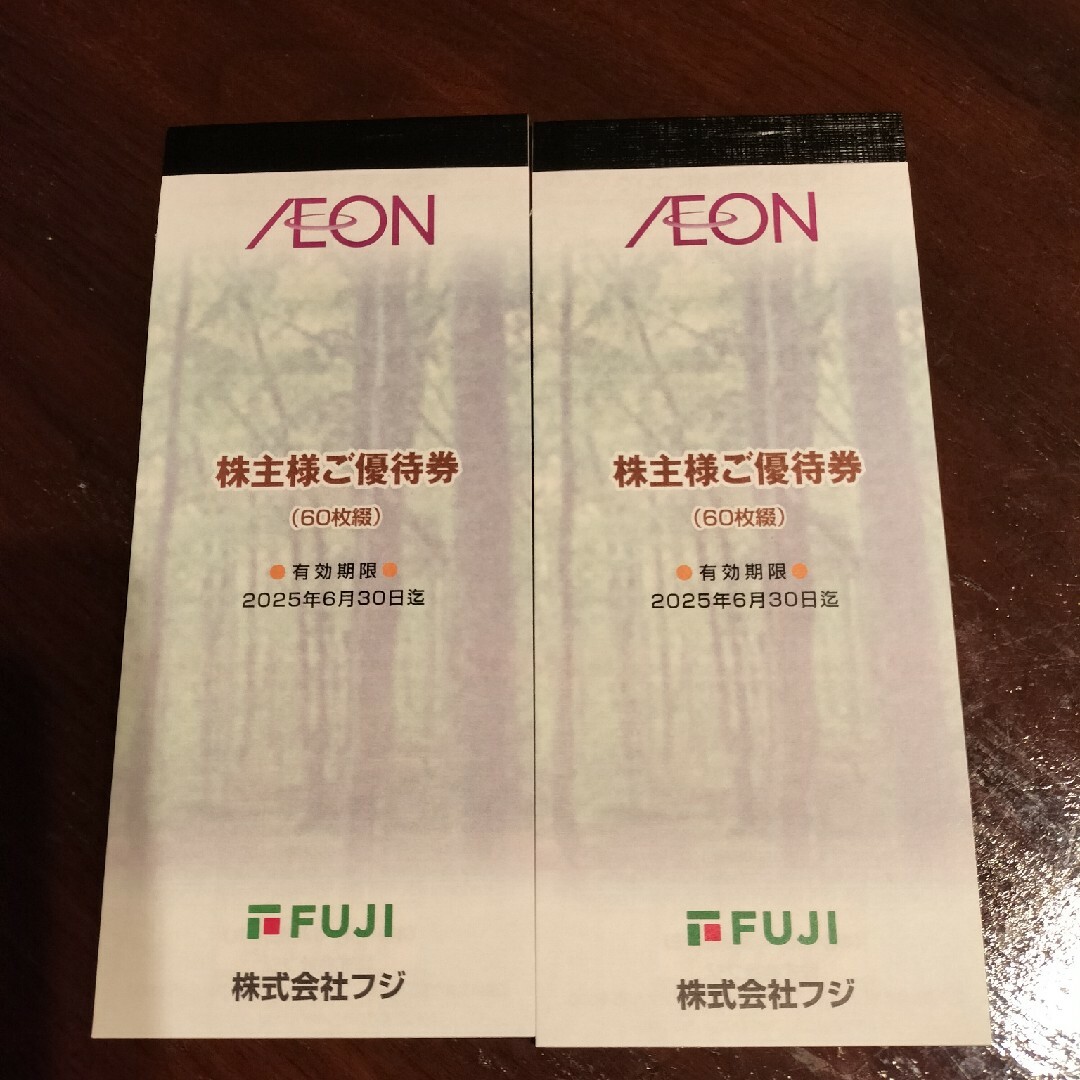 ÆON
株主様ご優待券
(60枚綴)
●有効期限●
2025年6月30日迄
FUJI
株式会社フジ
ÆON
株主様ご優待券
(60枚綴)
●有効期限●
2025年6月30日迄
FUJI
株式会社フジ